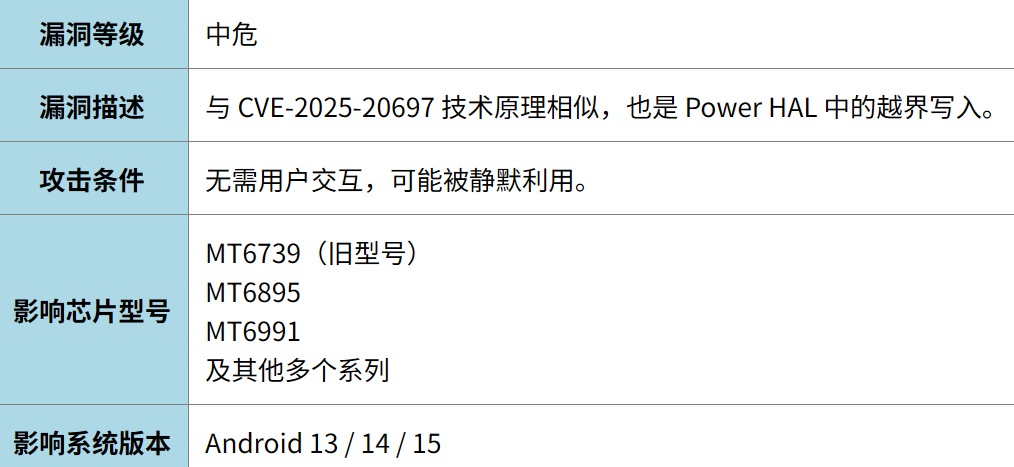 漏洞等级 中危
漏洞描述 与 CVE-2025-20697 技术原理相似，也是 Power HAL 中的越界写入。
攻击条件 无需用户交互，可能被静默利用。
影响芯片型号
MT6739（旧型号）
MT6895
MT6991
及其他多个系列
影响系统版本 Android 13 / 14 / 15